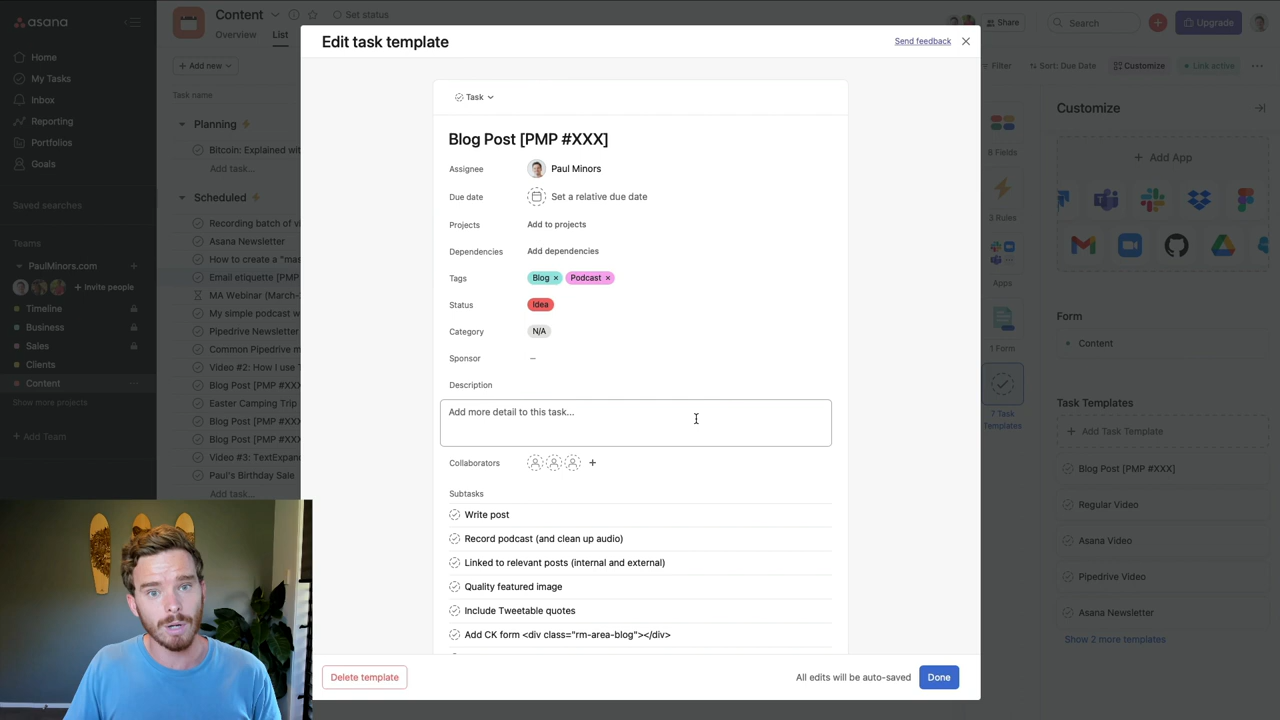 asana
Home
My Tasks
Inbox
Reporting
Portfolios
Goals
Saved searches
Teams
PaulMinors.com
Invite people
Timeline
Business
Sales
Clients
Content
Show more projects
Add Team
Content
Set status
Overview
List
Share
Search
Upgrade
Add new
Filter
Sort: Due Date
Customize
Link active
Task name
Planning
Bitcoin: Explained wit
Add task...
Scheduled
Recording batch of vi
Asana Newsletter
How to create a "mas
Email etiquette [PMP
MA Webinar (March-
My simple podcast w
Pipedrive Newsletter
Common Pipedrive m
Video #2: How I use T
Blog Post [PMP #XXX
Easter Camping Trip
Blog Post [PMP #XXX
Blog Post [PMP #XXX
Video #3: TextExpand
Paul's Birthday Sale
Add task...
Edit task template
Send feedback
Task
Blog Post [PMP #XXX]
Assignee
Paul Minors
Due date
Set a relative due date
Projects
Add to projects
Dependencies
Add dependencies
Tags
Blog × Podcast ×
Status
Idea
Category
N/A
Sponsor
–
Description
Add more detail to this task...
Collaborators
Subtasks
Write post
Record podcast (and clean up audio)
Linked to relevant posts (internal and external)
Quality featured image
Include Tweetable quotes
Add CK form <div class="rm-area-blog"></div>
Delete template
All edits will be auto-saved
Done
3 Rules
Apps
1 Form
7 Task
Templates
Customize
Add App
Form
Content
Task Templates
Add Task Template
Blog Post [PMP #XXX]
Regular Video
Asana Video
Pipedrive Video
Asana Newsletter
Show 2 more templates